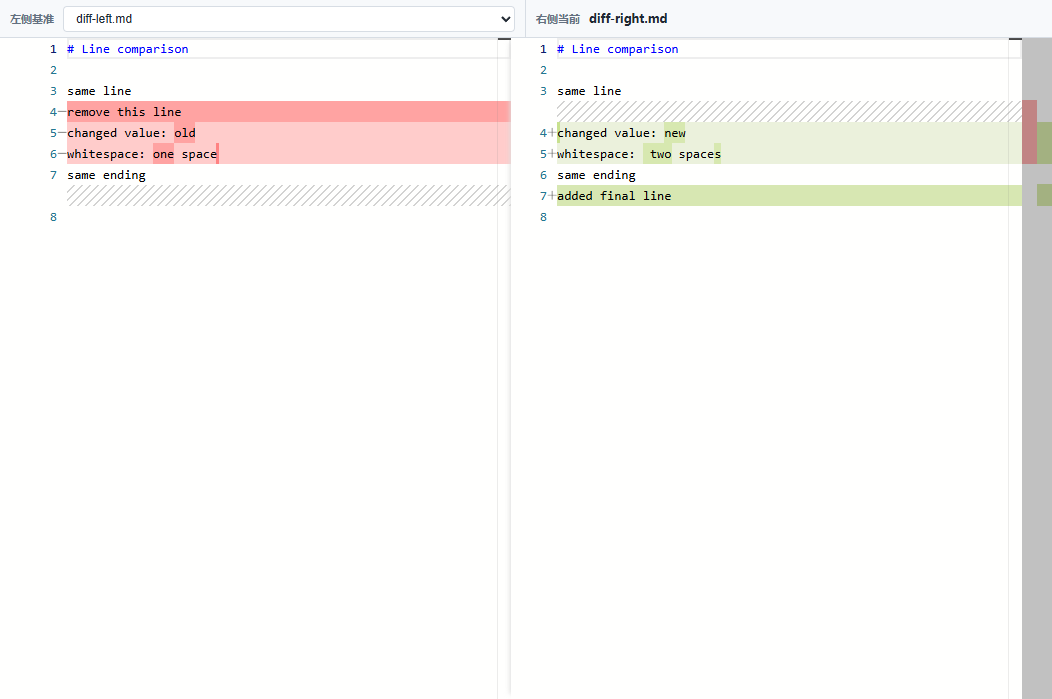 左侧基准 diff-left.md 右侧当前 diff-right.md
1 # Line comparison
2
3 same line
4 remove this line
5 changed value: old
6 whitespace: one space
7 same ending
8
1 # Line comparison
2
3 same line
4+changed value: new
5+whitespace:  two spaces
6 same ending
7+added final line
8